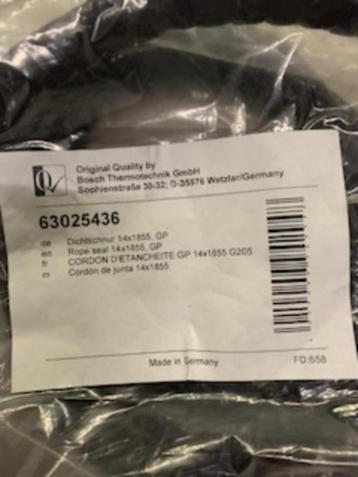 Original Quality by
Bosch Thermotechnik GmbH
Sophienstraße 30-32; D-35576 Wetzlar/Germany
63025436
de Dichtschnur 14x1855, GP
en Rope seal 14x1855, GP
fr CORDON D'ETANCHEITE GP 14x1855 G205
es Cordón de junta 14x1855
Made in Germany
FD:658